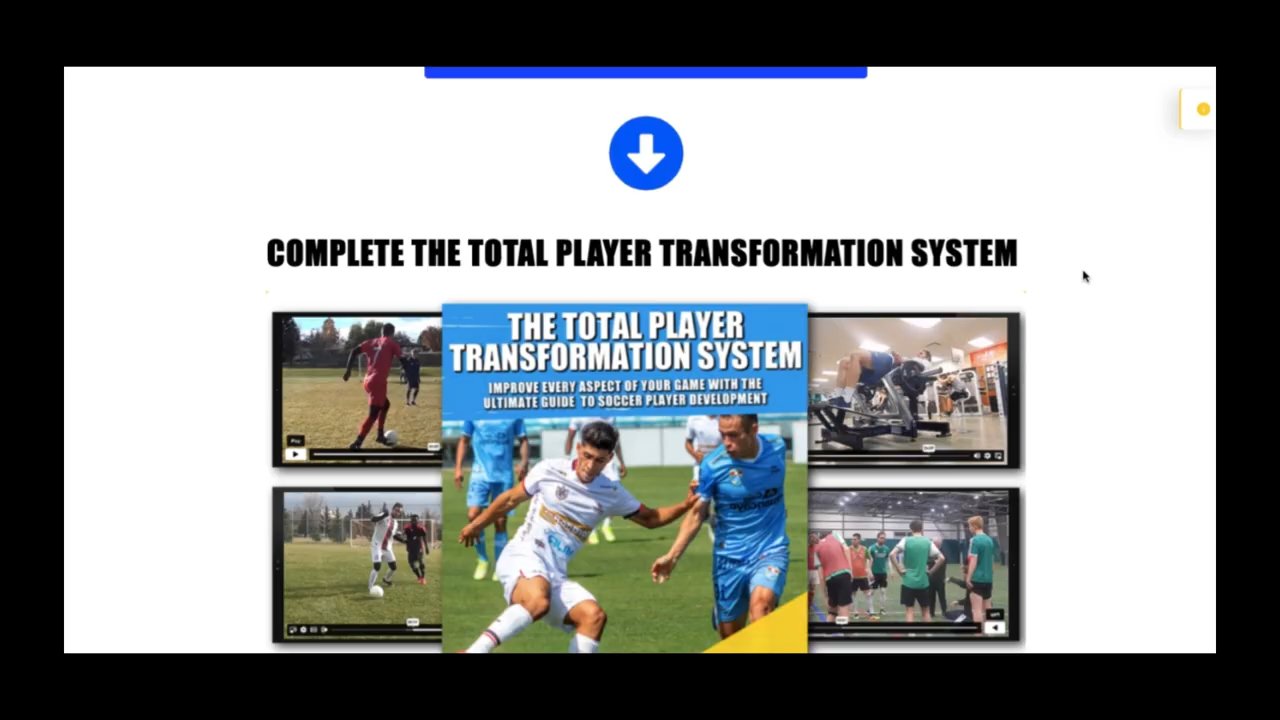 COMPLETE THE TOTAL PLAYER TRANSFORMATION SYSTEM
THE TOTAL PLAYER
TRANSFORMATION SYSTEM
IMPROVE EVERY ASPECT OF YOUR GAME WITH THE
ULTIMATE GUIDE TO SOCCER PLAYER DEVELOPMENT
Play